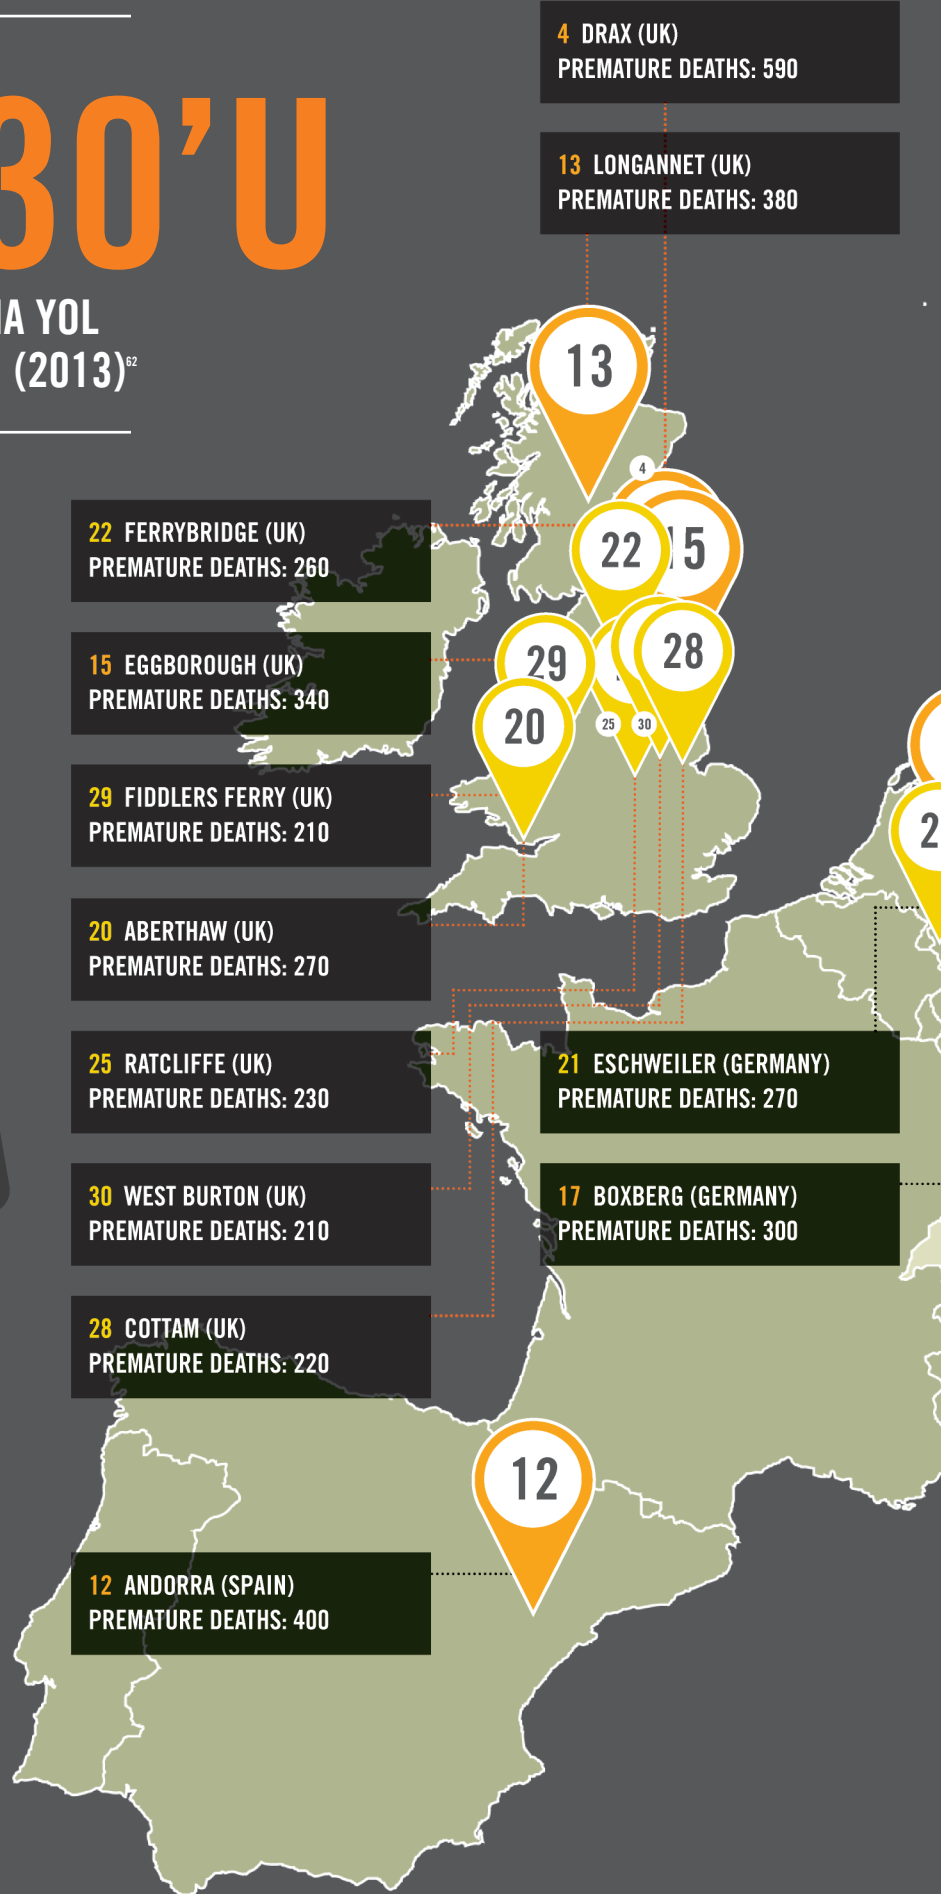 30'U
YOL
(2013)62
4 DRAX (UK)
PREMATURE DEATHS: 590
13 LONGANNET (UK)
PREMATURE DEATHS: 380
13
4
22 FERRYBRIDGE (UK)
PREMATURE DEATHS: 260
22
15
15 EGGBOROUGH (UK)
PREMATURE DEATHS: 340
29
28
20
25
30
29 FIDDLERS FERRY (UK)
PREMATURE DEATHS: 210
2
20 ABERTHAW (UK)
PREMATURE DEATHS: 270
25 RATCLIFFE (UK)
PREMATURE DEATHS: 230
21 ESCHWEILER (GERMANY)
PREMATURE DEATHS: 270
30 WEST BURTON (UK)
PREMATURE DEATHS: 210
17 BOXBERG (GERMANY)
PREMATURE DEATHS: 300
28 COTTAM (UK)
PREMATURE DEATHS: 220
12
12 ANDORRA (SPAIN)
PREMATURE DEATHS: 400